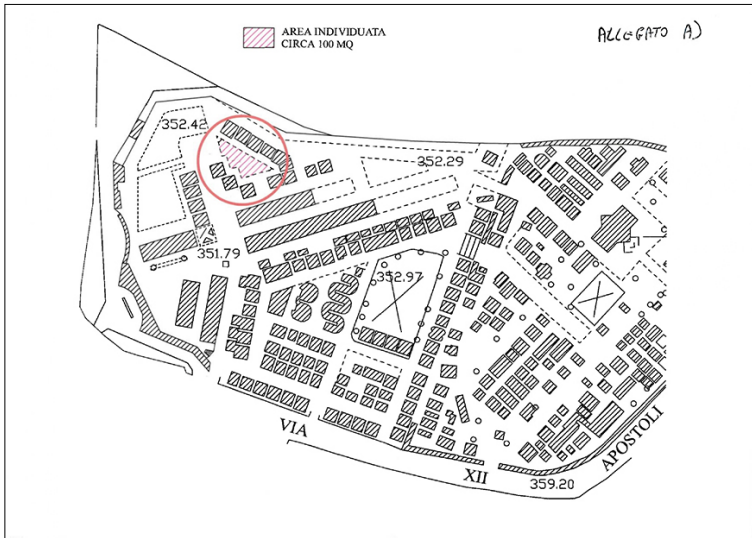 AREA INDIVIDUATA
CIRCA 100 MQ
ALLEGATO A)
352.42
352.29
351.79
352.97
VIA
XII
APOSTOLI
359.20